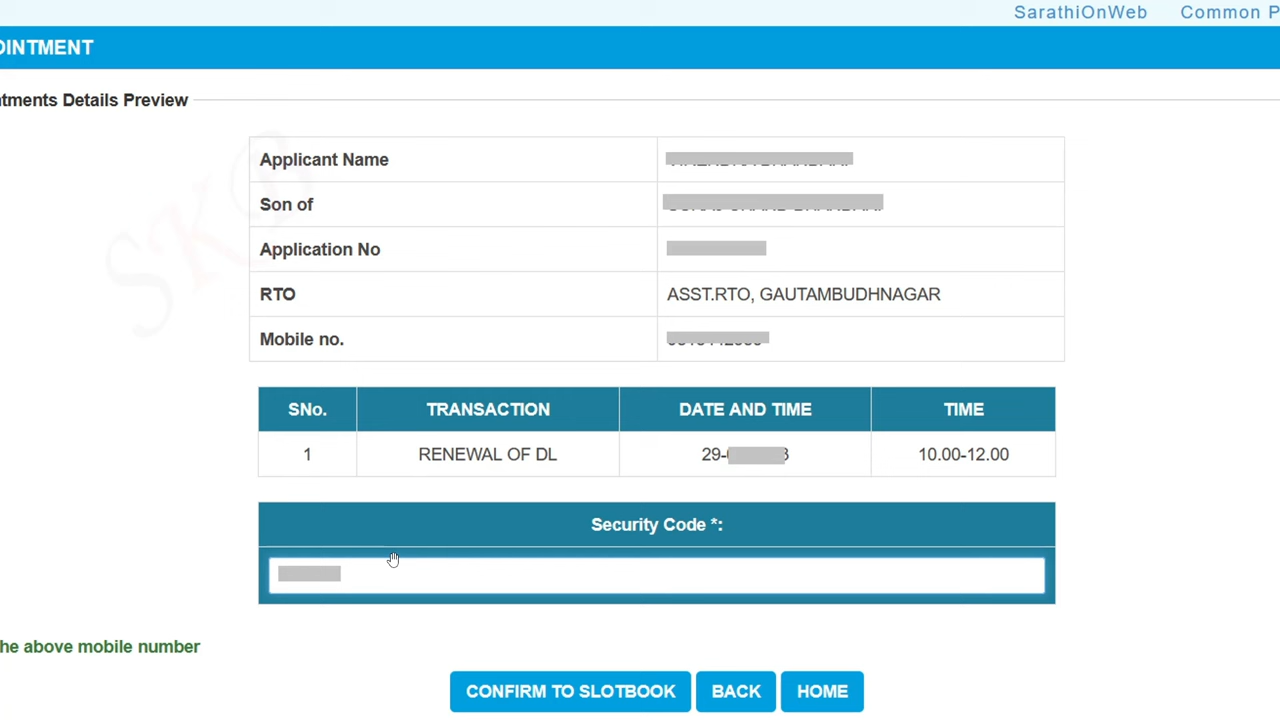 SarathiOnWeb Common P
OINTMENT
ntments Details Preview
SKB
Applicant Name
Son of
Application No
RTO ASST.RTO, GAUTAMBUDHNAGAR
Mobile no.
SNo. TRANSACTION DATE AND TIME TIME
1 RENEWAL OF DL 29- 10.00-12.00
Security Code *:
he above mobile number
CONFIRM TO SLOTBOOK BACK HOME